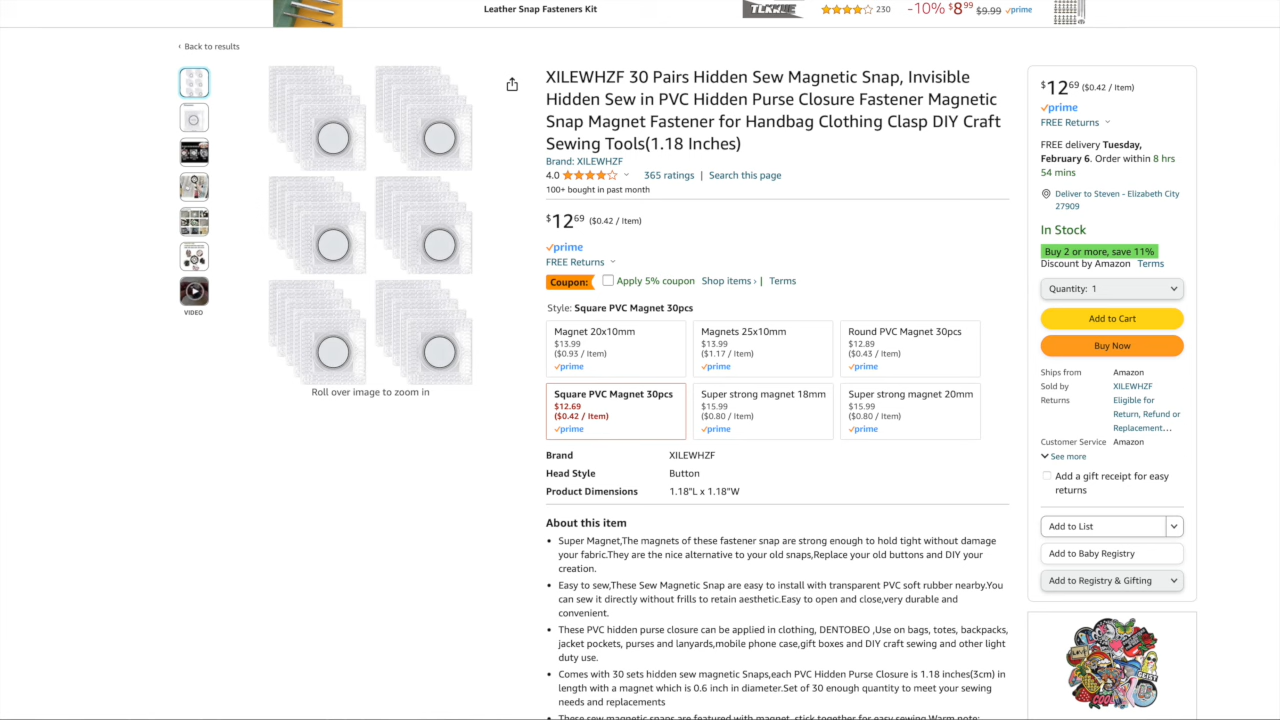 Leather Snap Fasteners Kit
230
-10% $8.99 $9.99 prime
‹ Back to results
XILEWHZF 30 Pairs Hidden Sew Magnetic Snap, Invisible
Hidden Sew in PVC Hidden Purse Closure Fastener Magnetic
Snap Magnet Fastener for Handbag Clothing Clasp DIY Craft
Sewing Tools(1.18 Inches)
Brand: XILEWHZF
4.0 365 ratings | Search this page
100+ bought in past month
$12 69 ($0.42 / Item)
prime
FREE Returns
Coupon: Apply 5% coupon Shop items › | Terms
Style: Square PVC Magnet 30pcs
Magnet 20x10mm
$13.99
($0.93 / Item)
prime
Magnets 25x10mm
$13.99
($1.17 / Item)
prime
Round PVC Magnet 30pcs
$12.89
($0.43 / Item)
prime
Square PVC Magnet 30pcs
$12.69
($0.42 / Item)
prime
Super strong magnet 18mm
$15.99
($0.80 / Item)
prime
Super strong magnet 20mm
$15.99
($0.80 / Item)
prime
Brand XILEWHZF
Head Style Button
Product Dimensions 1.18"L x 1.18"W
About this item
• Super Magnet,The magnets of these fastener snap are strong enough to hold tight without damage
your fabric.They are the nice alternative to your old snaps,Replace your old buttons and DIY your
creation.
• Easy to sew,These Sew Magnetic Snap are easy to install with transparent PVC soft rubber nearby.You
can sew it directly without frills to retain aesthetic.Easy to open and close,very durable and
convenient.
• These PVC hidden purse closure can be applied in clothing, DENTOBEO ,Use on bags, totes, backpacks,
jacket pockets, purses and lanyards,mobile phone case,gift boxes and DIY craft sewing and other light
duty use.
• Comes with 30 sets hidden sew magnetic Snaps,each PVC Hidden Purse Closure is 1.18 inches(3cm) in
length with a magnet which is 0.6 inch in diameter.Set of 30 enough quantity to meet your sewing
needs and replacements
• These sew magnetic snaps are featured with magnet, stick together for easy sewing.Warm note:
VIDEO
Roll over image to zoom in
$12 69 ($0.42 / Item)
prime
FREE Returns
FREE delivery Tuesday,
February 6. Order within 8 hrs
54 mins
Deliver to Steven - Elizabeth City
27909
In Stock
Buy 2 or more, save 11%
Discount by Amazon Terms
Quantity: 1
Add to Cart
Buy Now
Ships from Amazon
Sold by XILEWHZF
Returns Eligible for
Return, Refund or
Replacement...
Customer Service Amazon
See more
Add a gift receipt for easy
returns
Add to List
Add to Baby Registry
Add to Registry & Gifting